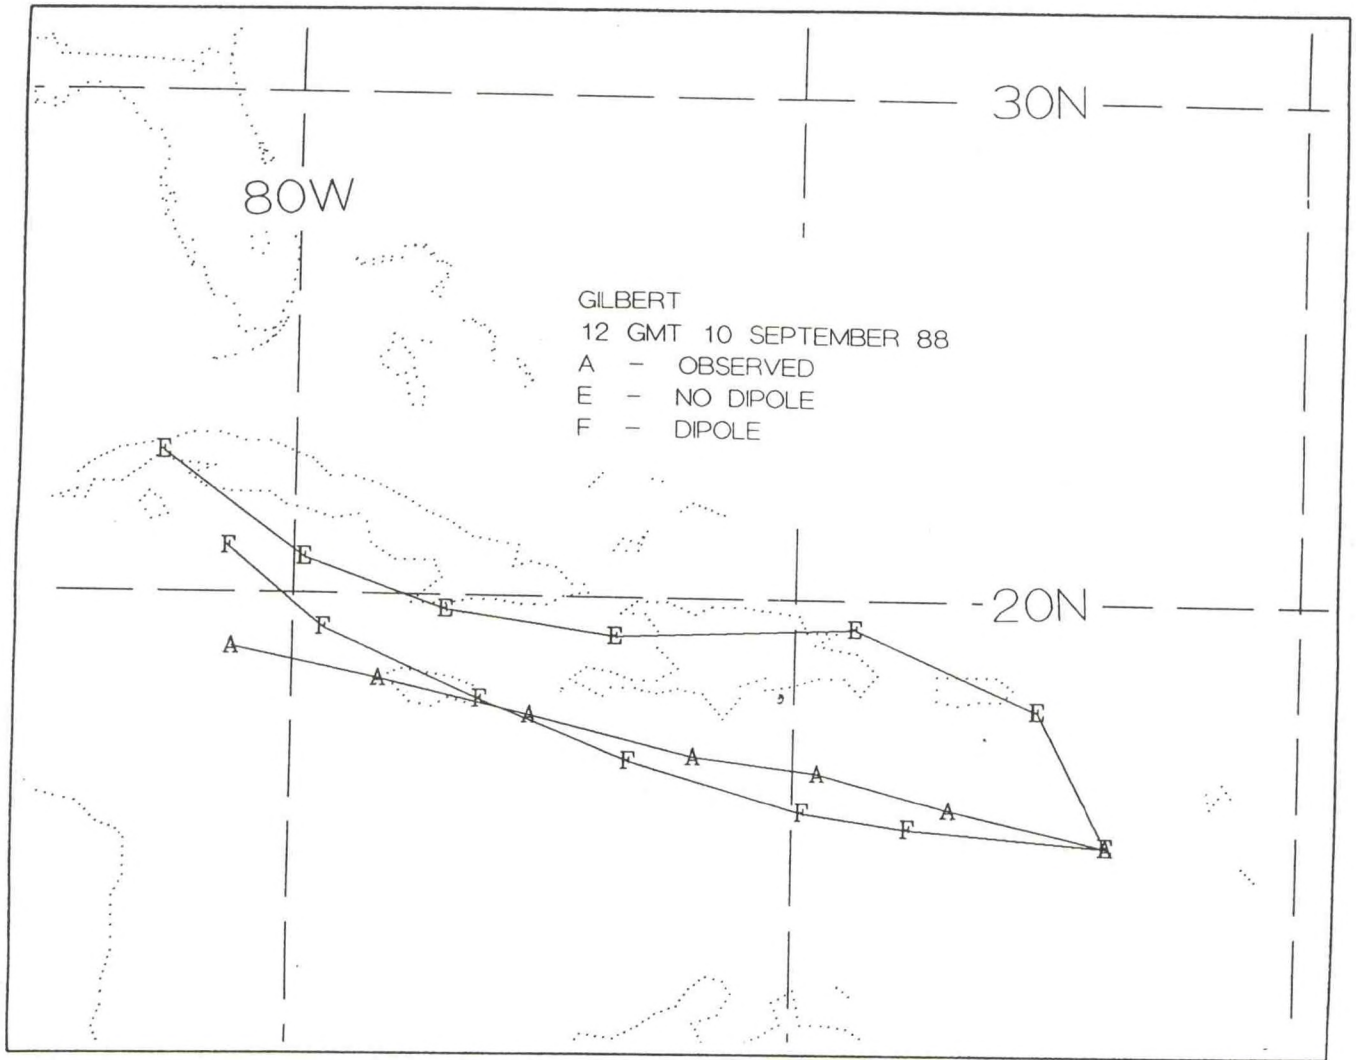 30N
80W
GILBERT
12 GMT 10 SEPTEMBER 88
A - OBSERVED
E - NO DIPOLE
F - DIPOLE
E
F
E
E
E
E
20N
F
A
A
F
A
E
F
A
A
F
A
F
A